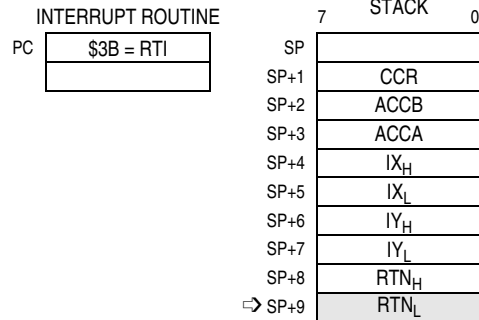 INTERRUPT ROUTINE
PC $3B = RTI
7 STACK 0
SP
SP+1 CCR
SP+2 ACCB
SP+3 ACCA
SP+4 IXH
SP+5 IXL
SP+6 IYH
SP+7 IYL
SP+8 RTNH
⇨ SP+9 RTNL